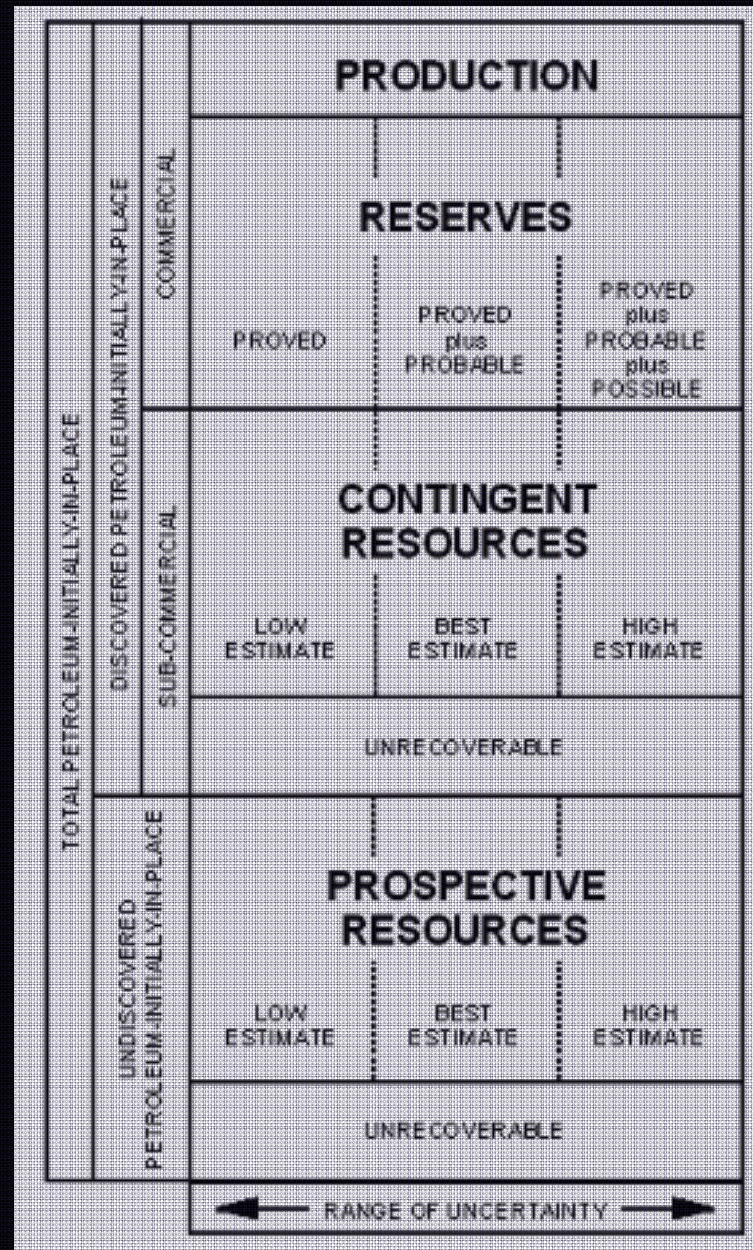 TOTAL PETROLEUM-INITIALLY-IN-PLACE
DISCOVERED PETROLEUM-INITIALLY-IN-PLACE
COMMERCIAL
PRODUCTION
RESERVES
PROVED
PROVED
plus
PROBABLE
PROVED
plus
PROBABLE
plus
POSSIBLE
SUB-COMMERCIAL
CONTINGENT
RESOURCES
LOW
ESTIMATE
BEST
ESTIMATE
HIGH
ESTIMATE
UNRECOVERABLE
UNDISCOVERED
PETROLEUM-INITIALLY-IN-PLACE
PROSPECTIVE
RESOURCES
LOW
ESTIMATE
BEST
ESTIMATE
HIGH
ESTIMATE
UNRECOVERABLE
RANGE OF UNCERTAINTY